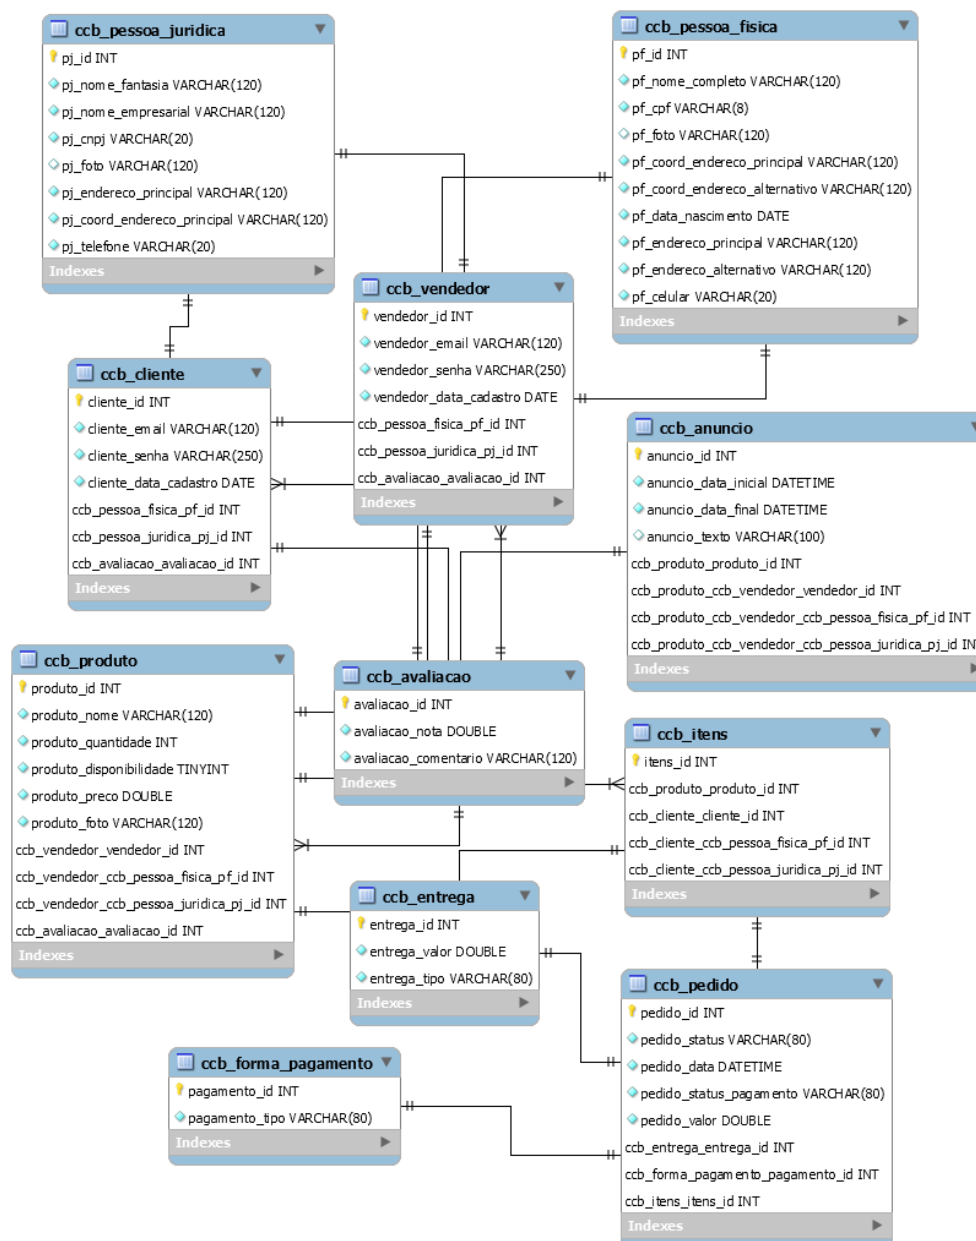 ccb_pessoa_juridica
pj_id INT
pj_nome_fantasia VARCHAR(120)
pj_nome_empresarial VARCHAR(120)
pj_cnpj VARCHAR(20)
pj_foto VARCHAR(120)
pj_endereco_principal VARCHAR(120)
pj_coord_endereco_principal VARCHAR(120)
pj_telefone VARCHAR(20)
Indexes
ccb_pessoa_fisica
pf_id INT
pf_nome_completo VARCHAR(120)
pf_cpf VARCHAR(8)
pf_foto VARCHAR(120)
pf_coord_endereco_principal VARCHAR(120)
pf_coord_endereco_alternativo VARCHAR(120)
pf_data_nascimento DATE
pf_endereco_principal VARCHAR(120)
pf_endereco_alternativo VARCHAR(120)
pf_celular VARCHAR(20)
Indexes
ccb_vendedor
vendedor_id INT
vendedor_email VARCHAR(120)
vendedor_senha VARCHAR(250)
vendedor_data_cadastro DATE
ccb_pessoa_fisica_pf_id INT
ccb_pessoa_juridica_pj_id INT
ccb_avaliacao_avaliacao_id INT
Indexes
ccb_cliente
cliente_id INT
cliente_email VARCHAR(120)
cliente_senha VARCHAR(250)
cliente_data_cadastro DATE
ccb_pessoa_fisica_pf_id INT
ccb_pessoa_juridica_pj_id INT
ccb_avaliacao_avaliacao_id INT
Indexes
ccb_anuncio
anuncio_id INT
anuncio_data_inicial DATETIME
anuncio_data_final DATETIME
anuncio_texto VARCHAR(100)
ccb_produto_produto_id INT
ccb_produto_ccb_vendedor_vendedor_id INT
ccb_produto_ccb_vendedor_ccb_pessoa_fisica_pf_id INT
ccb_produto_ccb_vendedor_ccb_pessoa_juridica_pj_id IN
Indexes
ccb_produto
produto_id INT
produto_nome VARCHAR(120)
produto_quantidade INT
produto_disponibilidade TINYINT
produto_preco DOUBLE
produto_foto VARCHAR(120)
ccb_vendedor_vendedor_id INT
ccb_vendedor_ccb_pessoa_fisica_pf_id INT
ccb_vendedor_ccb_pessoa_juridica_pj_id INT
ccb_avaliacao_avaliacao_id INT
Indexes
ccb_avaliacao
avaliacao_id INT
avaliacao_nota DOUBLE
avaliacao_comentario VARCHAR(120)
Indexes
ccb_itens
itens_id INT
ccb_produto_produto_id INT
ccb_cliente_cliente_id INT
ccb_cliente_ccb_pessoa_fisica_pf_id INT
ccb_cliente_ccb_pessoa_juridica_pj_id INT
Indexes
ccb_entrega
entrega_id INT
entrega_valor DOUBLE
entrega_tipo VARCHAR(80)
Indexes
ccb_pedido
pedido_id INT
pedido_status VARCHAR(80)
pedido_data DATETIME
pedido_status_pagamento VARCHAR(80)
pedido_valor DOUBLE
ccb_entrega_entrega_id INT
ccb_forma_pagamento_pagamento_id INT
ccb_itens_itens_id INT
Indexes
ccb_forma_pagamento
pagamento_id INT
pagamento_tipo VARCHAR(80)
Indexes